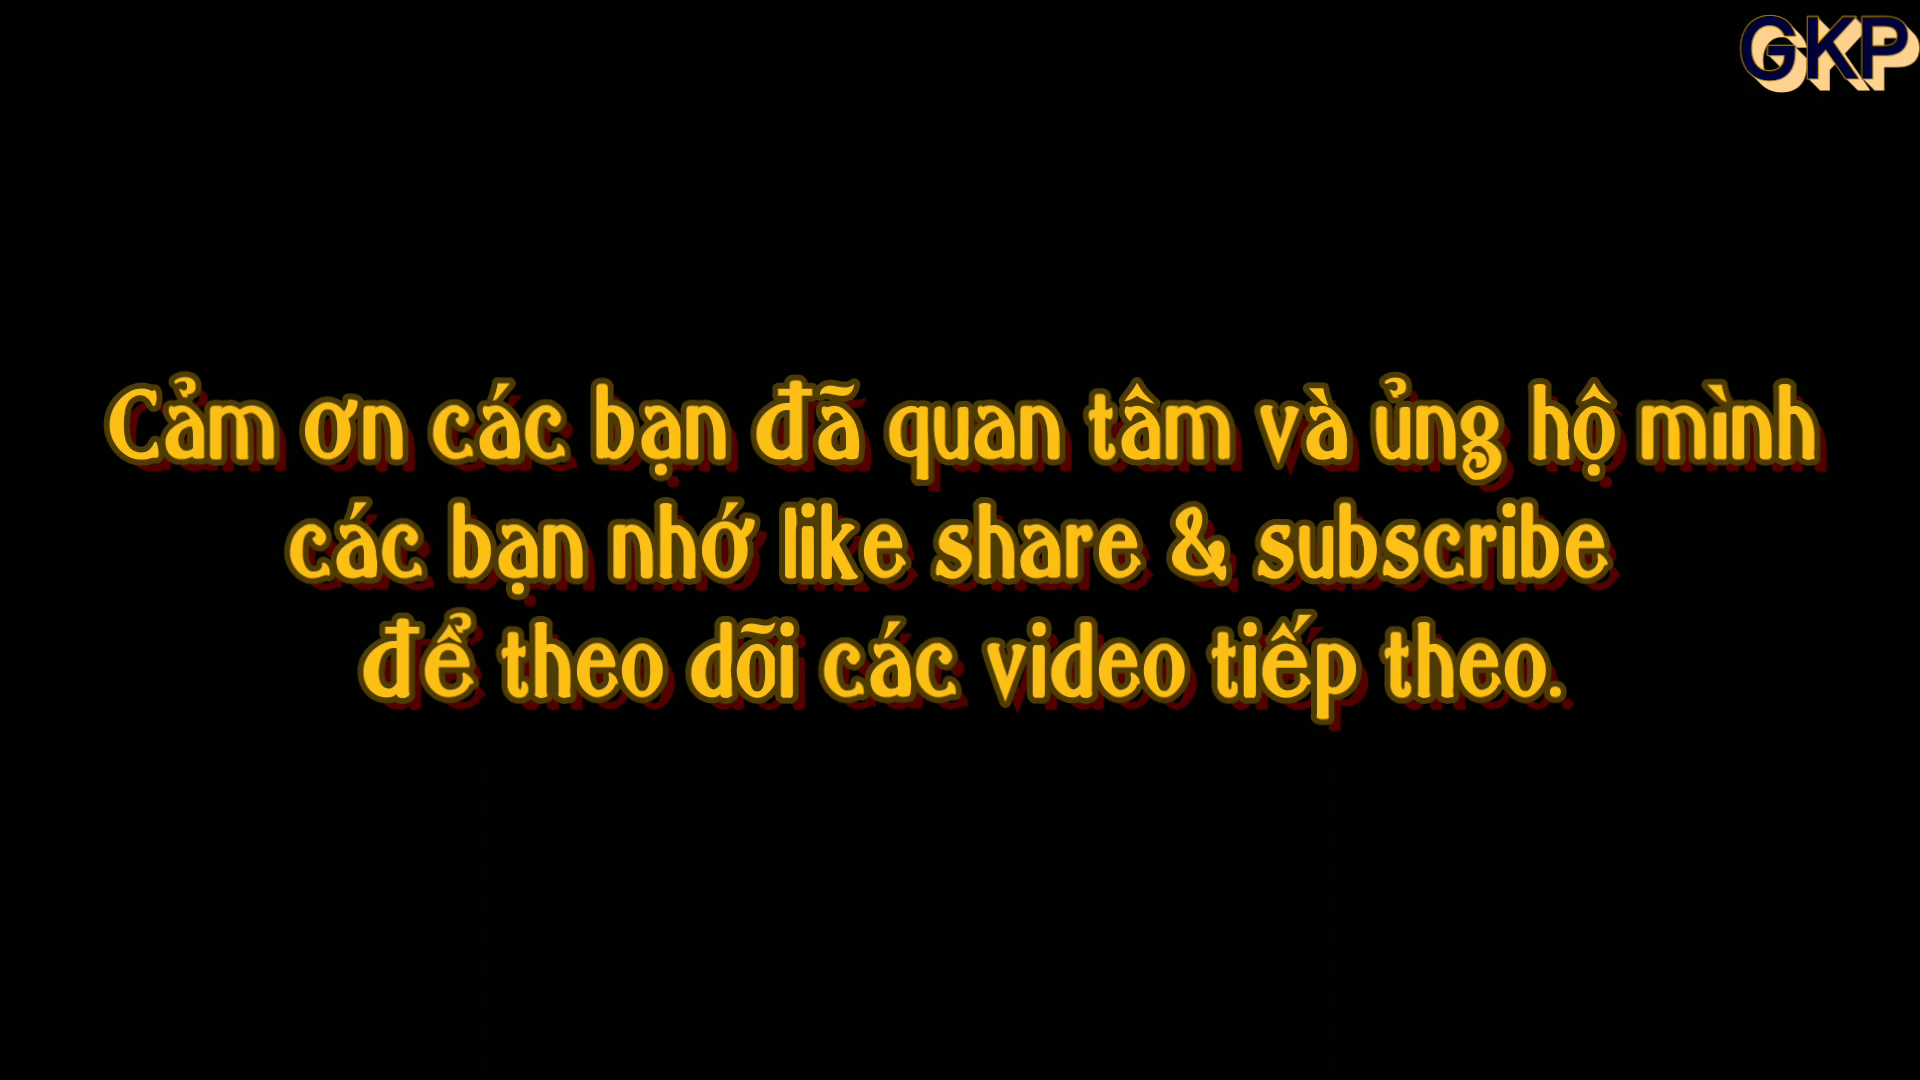 GKP
Cảm ơn các bạn đã quan tâm và ủng hộ mình
các bạn nhớ like share & subscribe
để theo dõi các video tiếp theo.